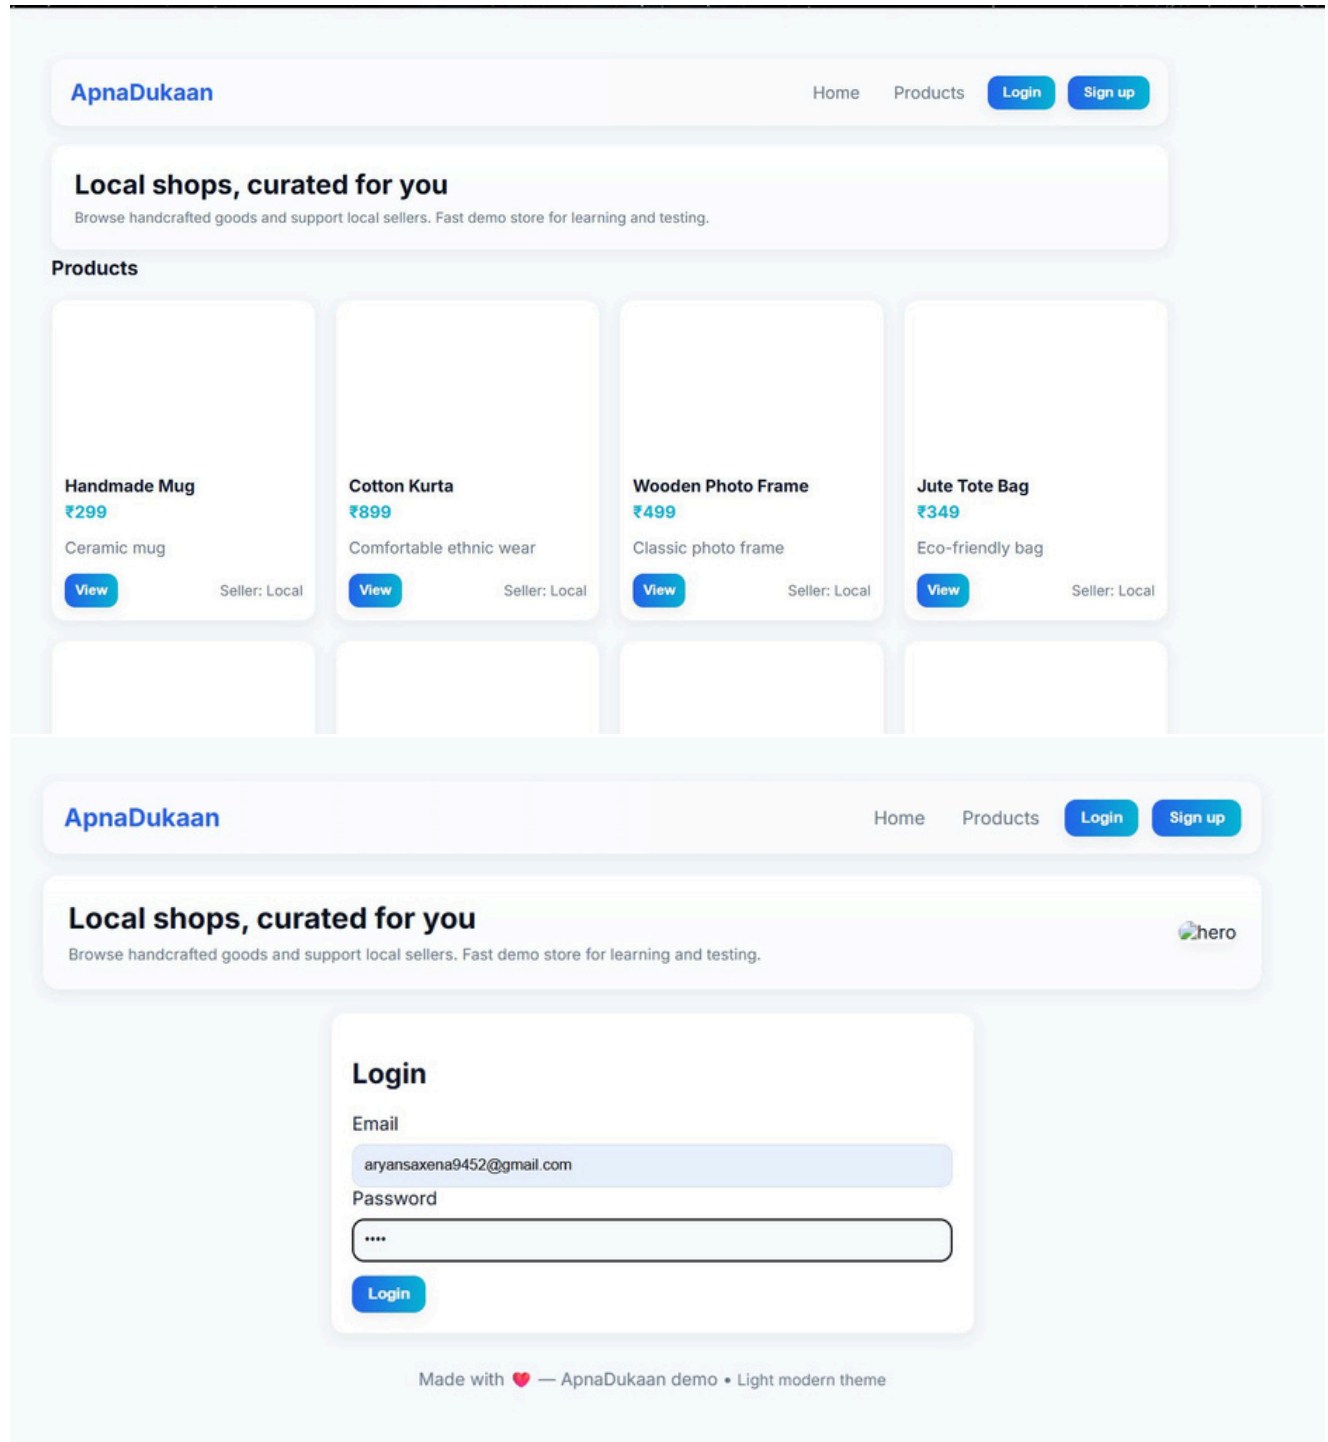 ApnaDukaan Home Products Login Sign up
Local shops, curated for you
Browse handcrafted goods and support local sellers. Fast demo store for learning and testing.
Products
Handmade Mug
₹299
Ceramic mug
View Seller: Local
Cotton Kurta
₹899
Comfortable ethnic wear
View Seller: Local
Wooden Photo Frame
₹499
Classic photo frame
View Seller: Local
Jute Tote Bag
₹349
Eco-friendly bag
View Seller: Local
ApnaDukaan Home Products Login Sign up
Local shops, curated for you
Browse handcrafted goods and support local sellers. Fast demo store for learning and testing.
hero
Login
Email
aryansaxena9452@gmail.com
Password
••••
Login
Made with ❤ — ApnaDukaan demo • Light modern theme